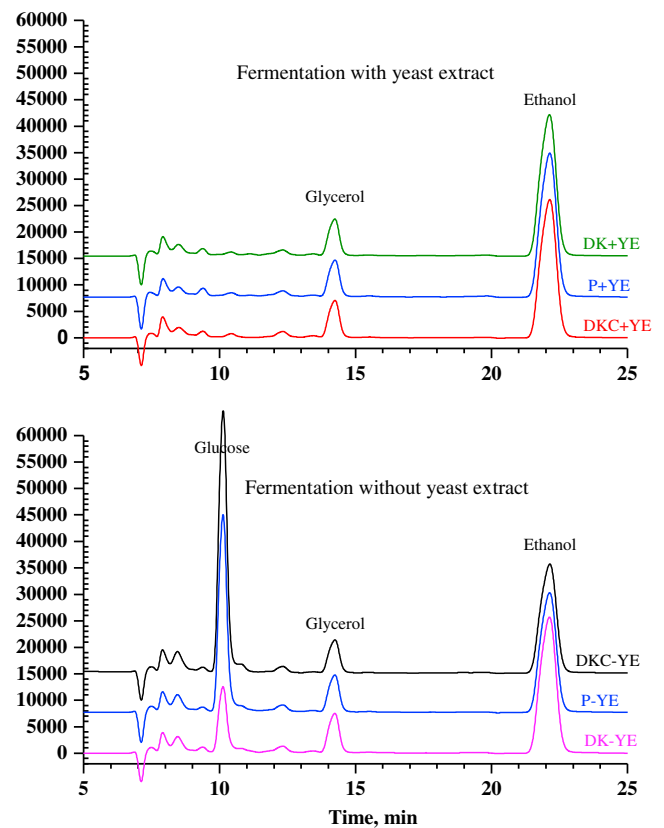 60000
55000
50000
45000
40000
35000
30000
25000
20000
15000
10000
5000
0
Fermentation with yeast extract
Ethanol
Glycerol
DK+YE
P+YE
DKC+YE
5
10
15
20
25
60000
55000
50000
45000
40000
35000
30000
25000
20000
15000
10000
5000
0
Glucose
Fermentation without yeast extract
Ethanol
Glycerol
DKC-YE
P-YE
DK-YE
5
10
15
20
25
Time, min